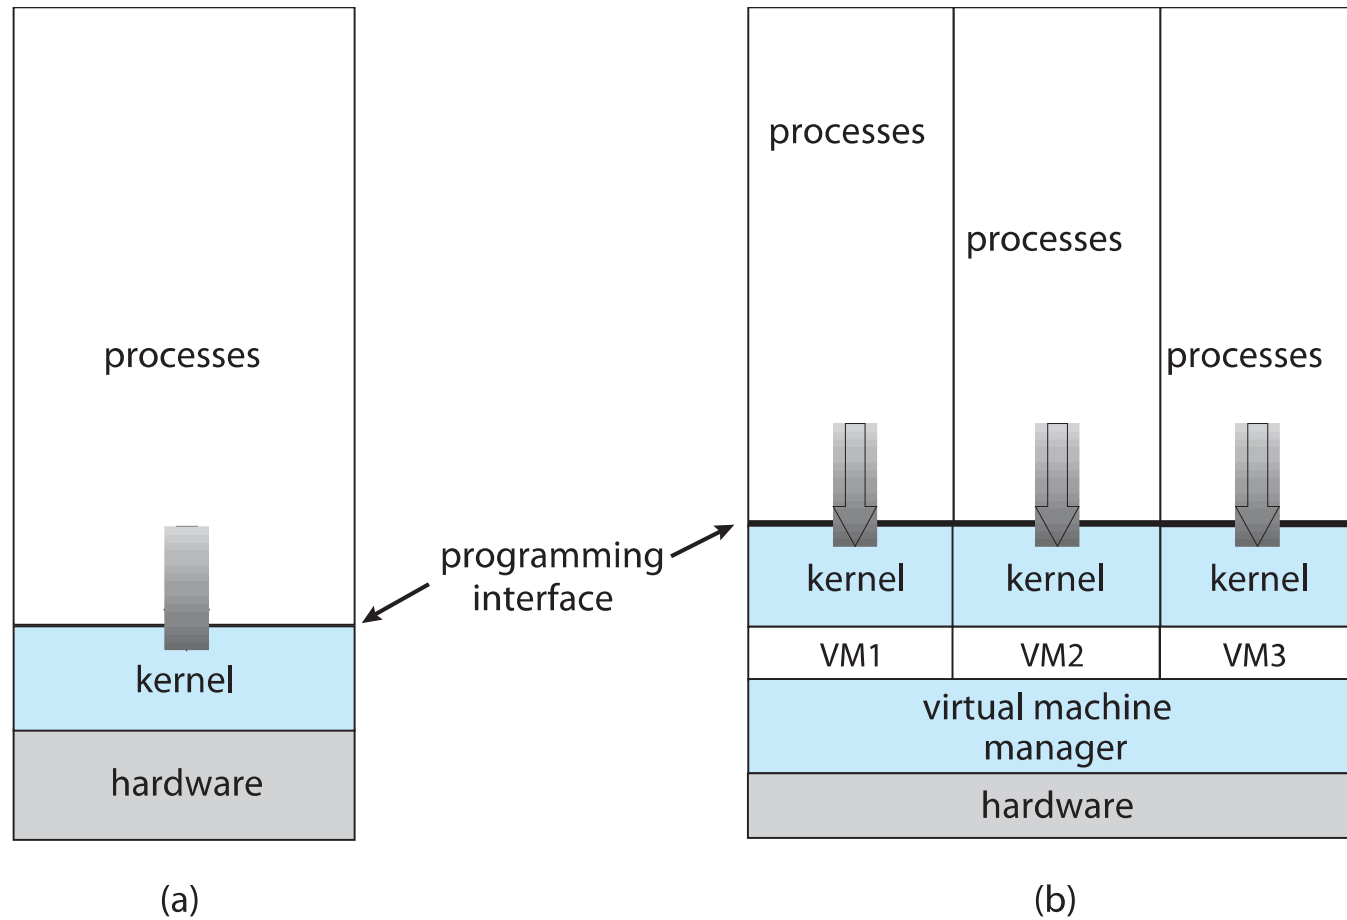 processes
kernel
hardware
(a)
programming
interface
processes
processes
processes
kernel
kernel
kernel
VM1
VM2
VM3
virtual machine
manager
hardware
(b)